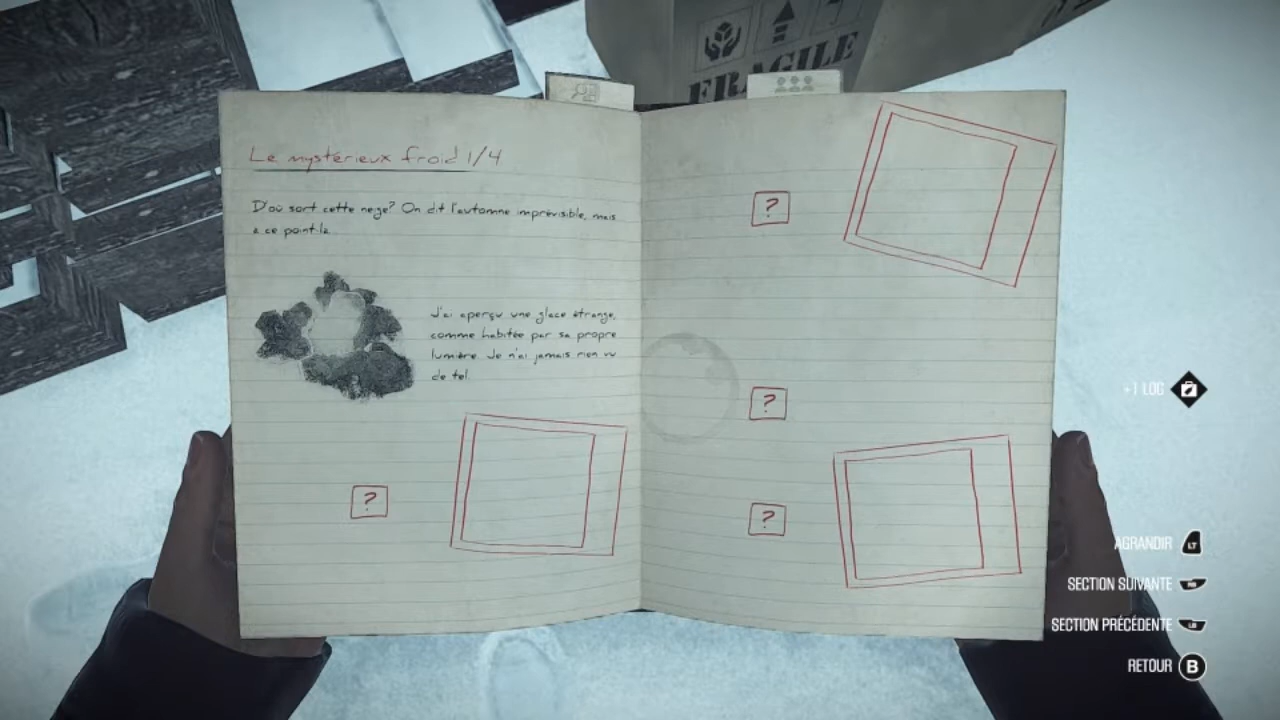 FRAGILE
Le mystérieux froid 1/4
D'où sort cette neige? On dit l'automne imprévisible, mais
à ce point-là...
J'ai aperçu une glace étrange,
comme habitée par sa propre
lumière. Je n'ai jamais rien vu
de tel.
?
?
?
?
+1 LOG
AGRANDIR LT
SECTION SUIVANTE RB
SECTION PRÉCÉDENTE LB
RETOUR B